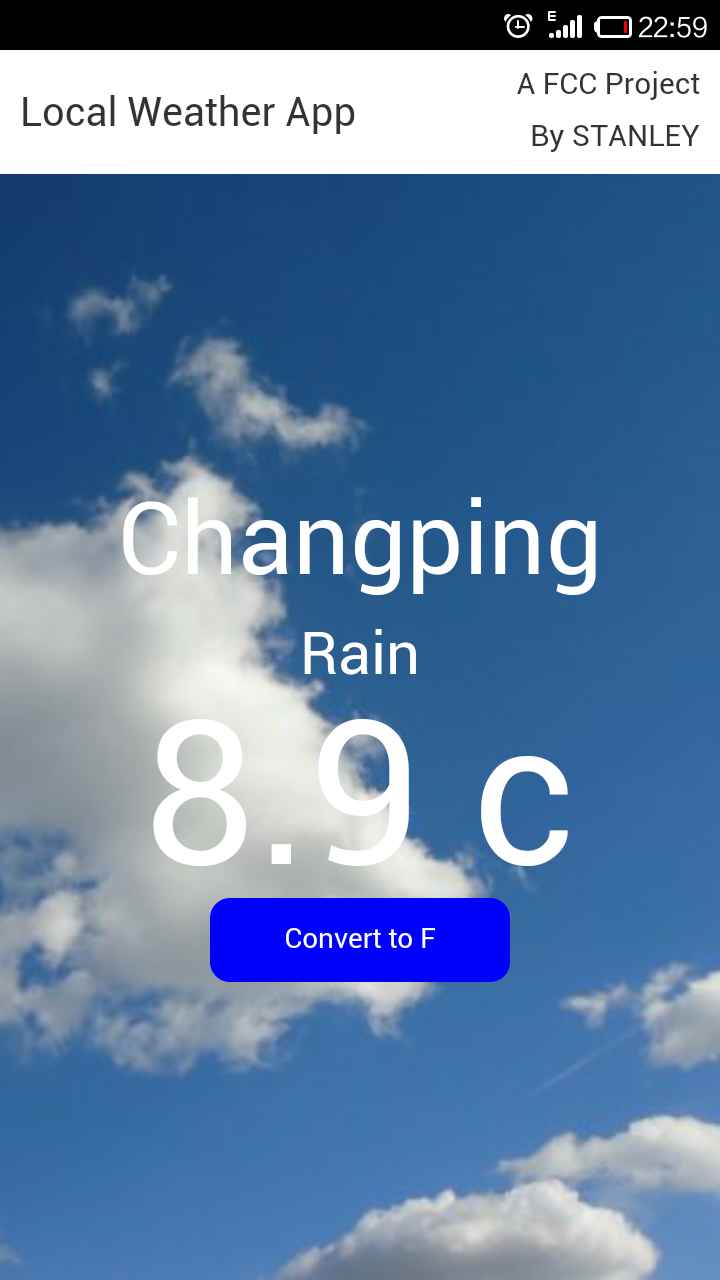 E 22:59
Local Weather App
A FCC Project
By STANLEY
Changping
Rain
8.9 c
Convert to F